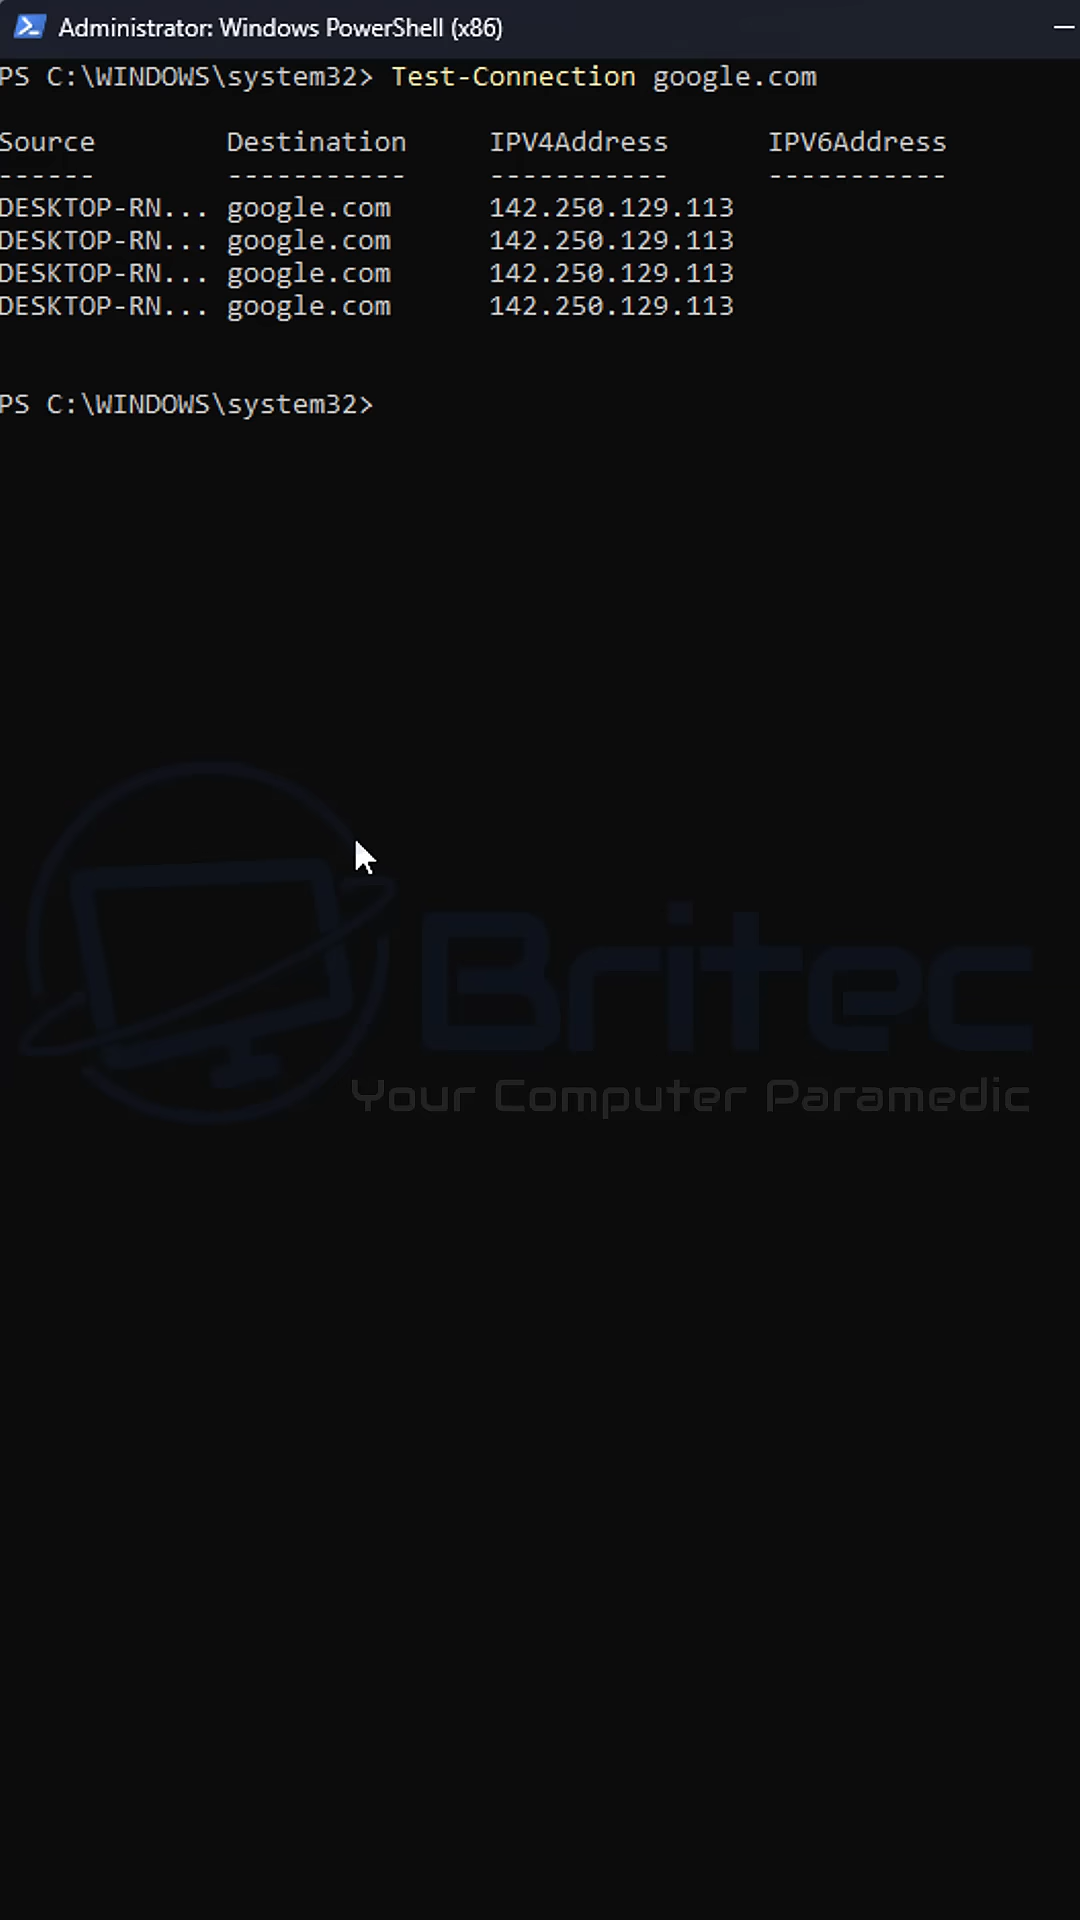 Administrator: Windows PowerShell (x86)
PS C:\WINDOWS\system32> Test-Connection google.com
Source Destination IPV4Address IPV6Address
------ ----------- ----------- -----------
DESKTOP-RN... google.com 142.250.129.113
DESKTOP-RN... google.com 142.250.129.113
DESKTOP-RN... google.com 142.250.129.113
DESKTOP-RN... google.com 142.250.129.113
PS C:\WINDOWS\system32>
Britec
Your Computer Paramedic